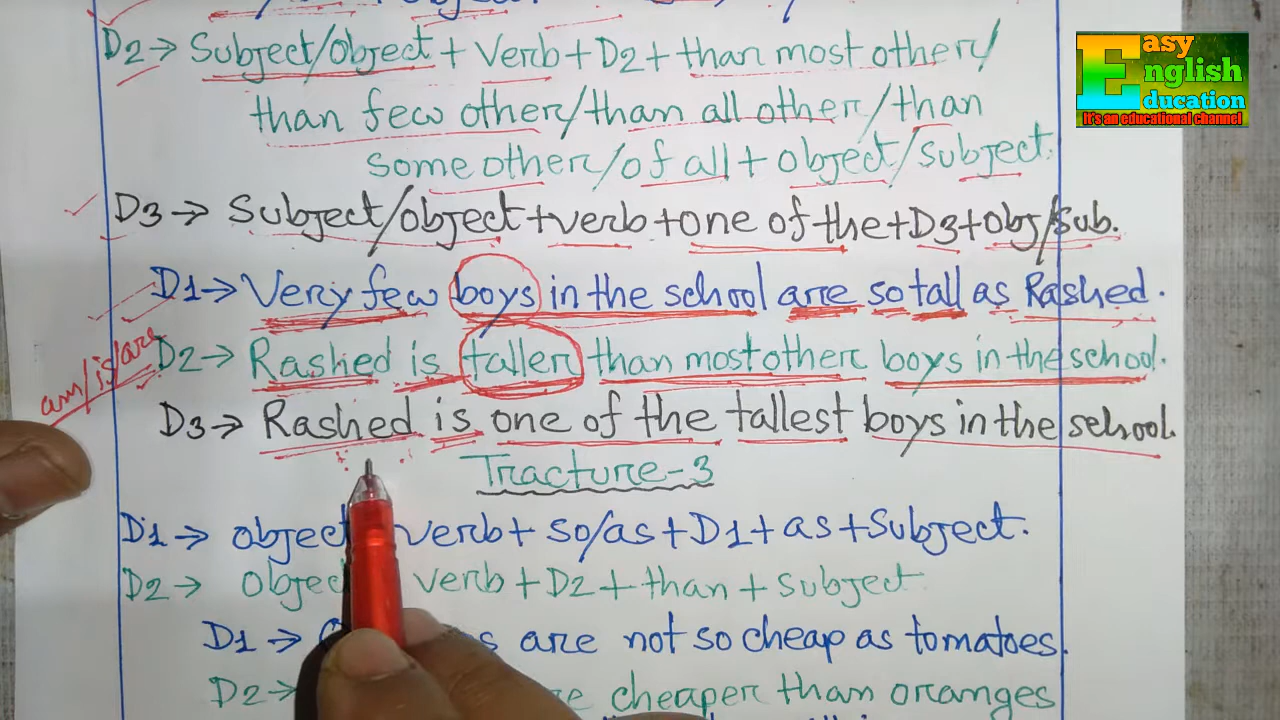 D2→ Subject/object + Verb + D2 + than most other/
than few other/than all other/than
some other/of all + object/subject.
D3→ Subject/object+verb+one of the+D3+Obj/Sub.
D1→ Very few boys in the school are so tall as Rashed.
am/is/are
D2→ Rashed is taller than most other boys in the school.
D3→ Rashed is one of the tallest boys in the school.
Tracture-3
D1→ object verb+ so/as+D1+as+Subject.
D2→ verb+D2+than+Subject
D1→ are not so cheap as tomatoes.
D2→ cheaper than oranges
Easy
English
Education
It's an educational channel